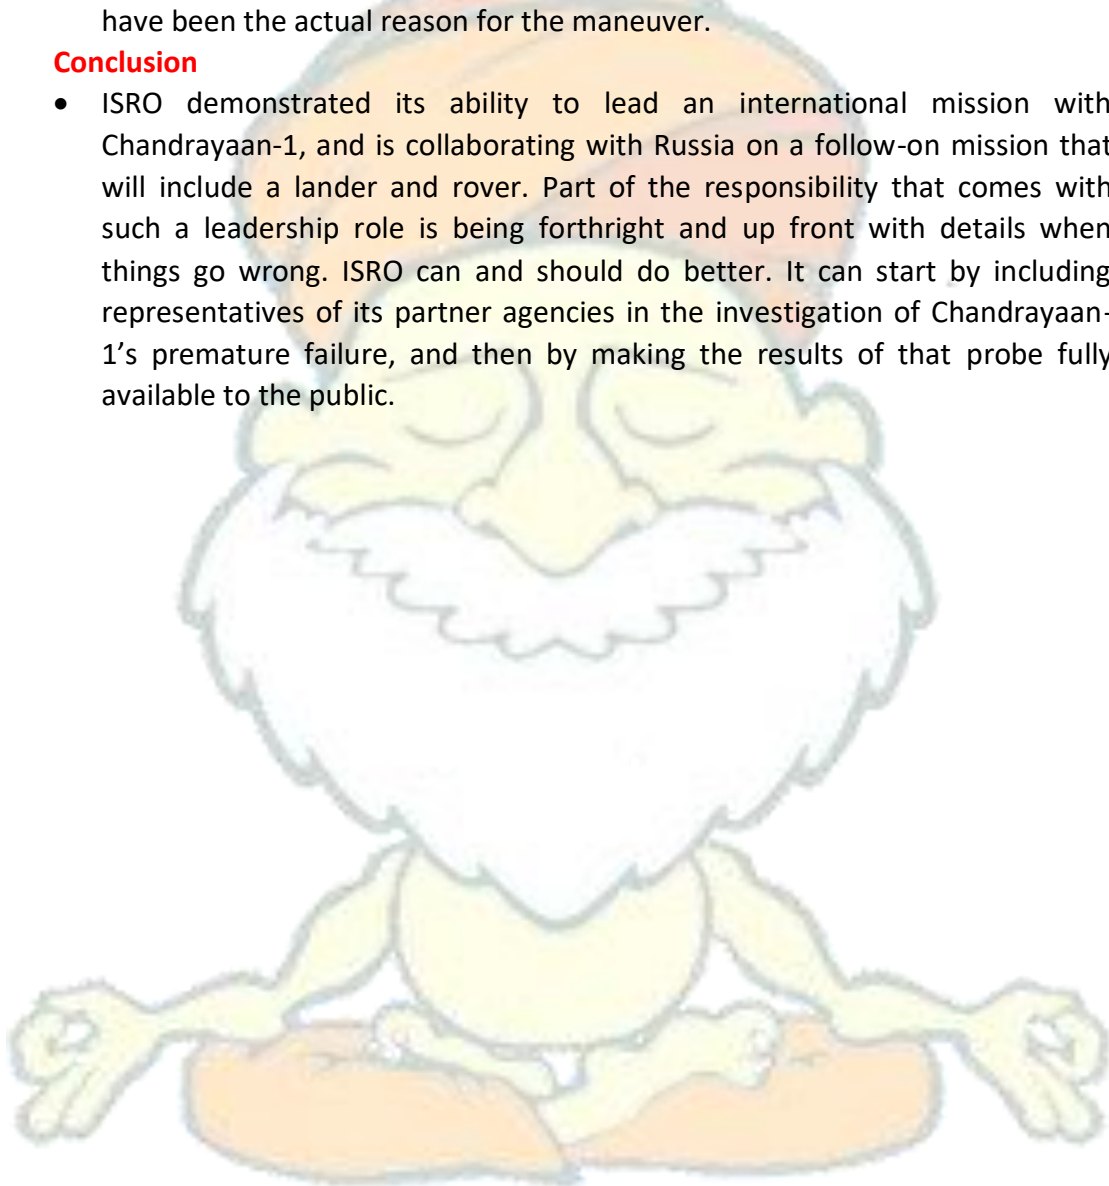 have been the actual reason for the maneuver.
Conclusion
• ISRO demonstrated its ability to lead an international mission with
Chandrayaan-1, and is collaborating with Russia on a follow-on mission that
will include a lander and rover. Part of the responsibility that comes with
such a leadership role is being forthright and up front with details when
things go wrong. ISRO can and should do better. It can start by including
representatives of its partner agencies in the investigation of Chandrayaan-
1’s premature failure, and then by making the results of that probe fully
available to the public.